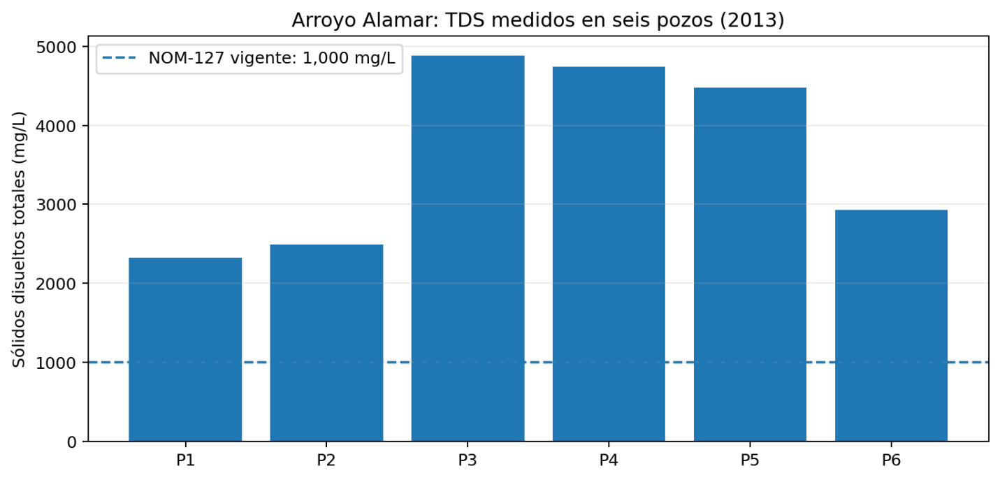 Arroyo Alamar: TDS medidos en seis pozos (2013)
NOM-127 vigente: 1,000 mg/L
Sólidos disueltos totales (mg/L)
5000
4000
3000
2000
1000
0
P1 P2 P3 P4 P5 P6